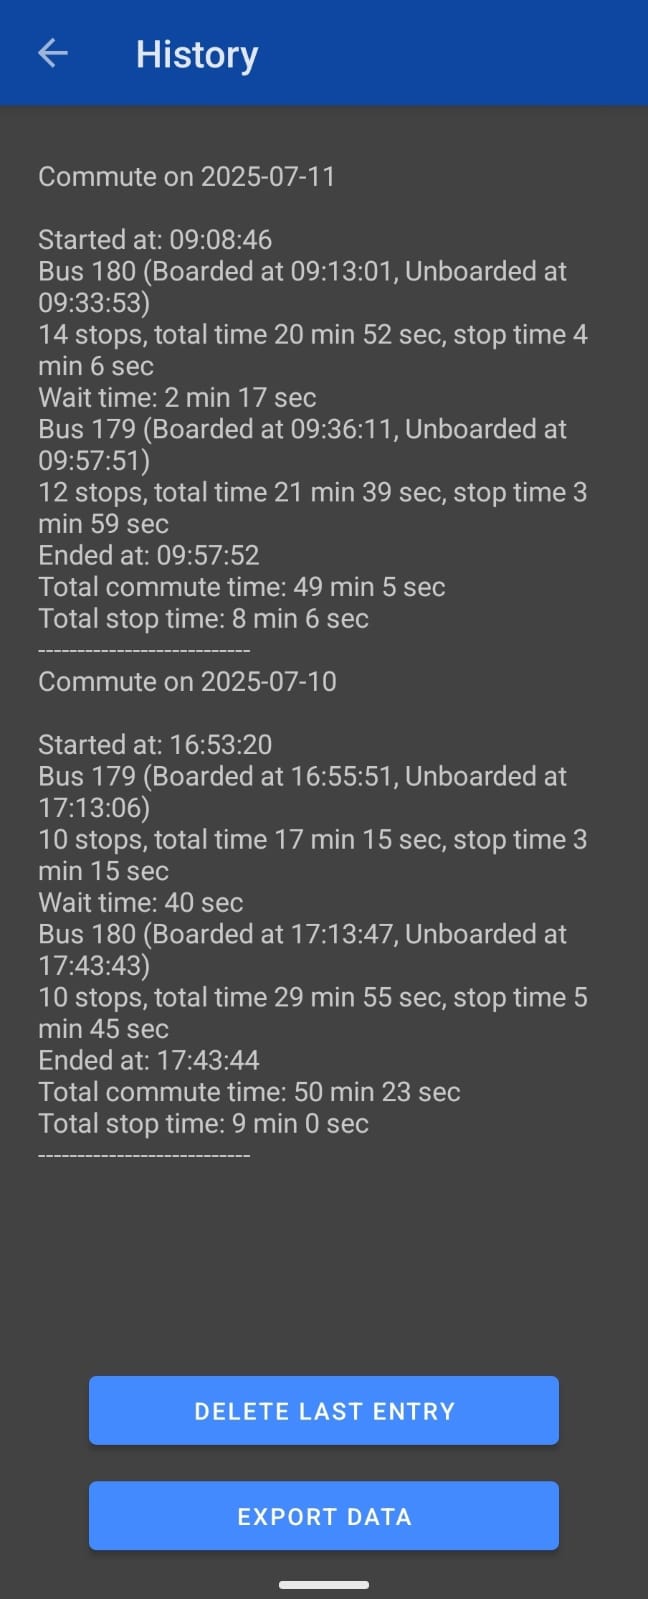 History
Commute on 2025-07-11
Started at: 09:08:46
Bus 180 (Boarded at 09:13:01, Unboarded at
09:33:53)
14 stops, total time 20 min 52 sec, stop time 4
min 6 sec
Wait time: 2 min 17 sec
Bus 179 (Boarded at 09:36:11, Unboarded at
09:57:51)
12 stops, total time 21 min 39 sec, stop time 3
min 59 sec
Ended at: 09:57:52
Total commute time: 49 min 5 sec
Total stop time: 8 min 6 sec
---------------------------
Commute on 2025-07-10
Started at: 16:53:20
Bus 179 (Boarded at 16:55:51, Unboarded at
17:13:06)
10 stops, total time 17 min 15 sec, stop time 3
min 15 sec
Wait time: 40 sec
Bus 180 (Boarded at 17:13:47, Unboarded at
17:43:43)
10 stops, total time 29 min 55 sec, stop time 5
min 45 sec
Ended at: 17:43:44
Total commute time: 50 min 23 sec
Total stop time: 9 min 0 sec
---------------------------
DELETE LAST ENTRY
EXPORT DATA